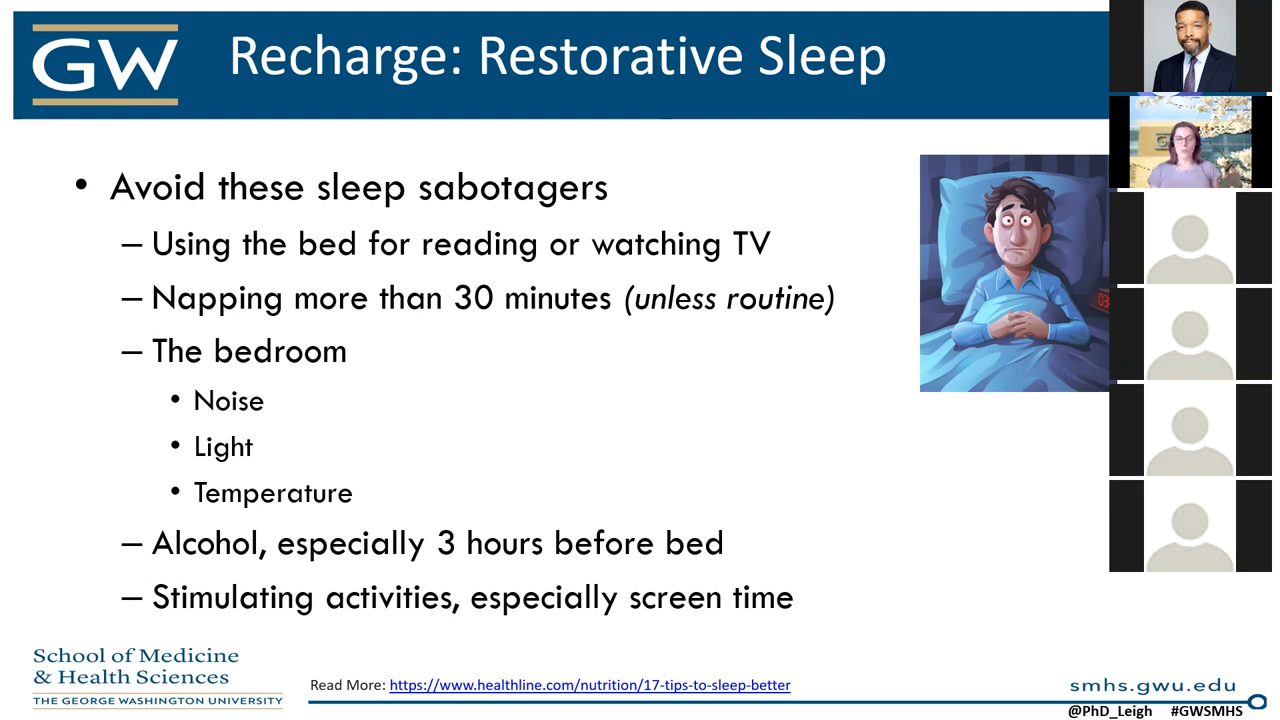 GW
Recharge: Restorative Sleep
• Avoid these sleep sabotagers
– Using the bed for reading or watching TV
– Napping more than 30 minutes (unless routine)
– The bedroom
• Noise
• Light
• Temperature
– Alcohol, especially 3 hours before bed
– Stimulating activities, especially screen time
School of Medicine
& Health Sciences
THE GEORGE WASHINGTON UNIVERSITY
Read More: https://www.healthline.com/nutrition/17-tips-to-sleep-better
smhs.gwu.edu
@PhD_Leigh #GWSMHS